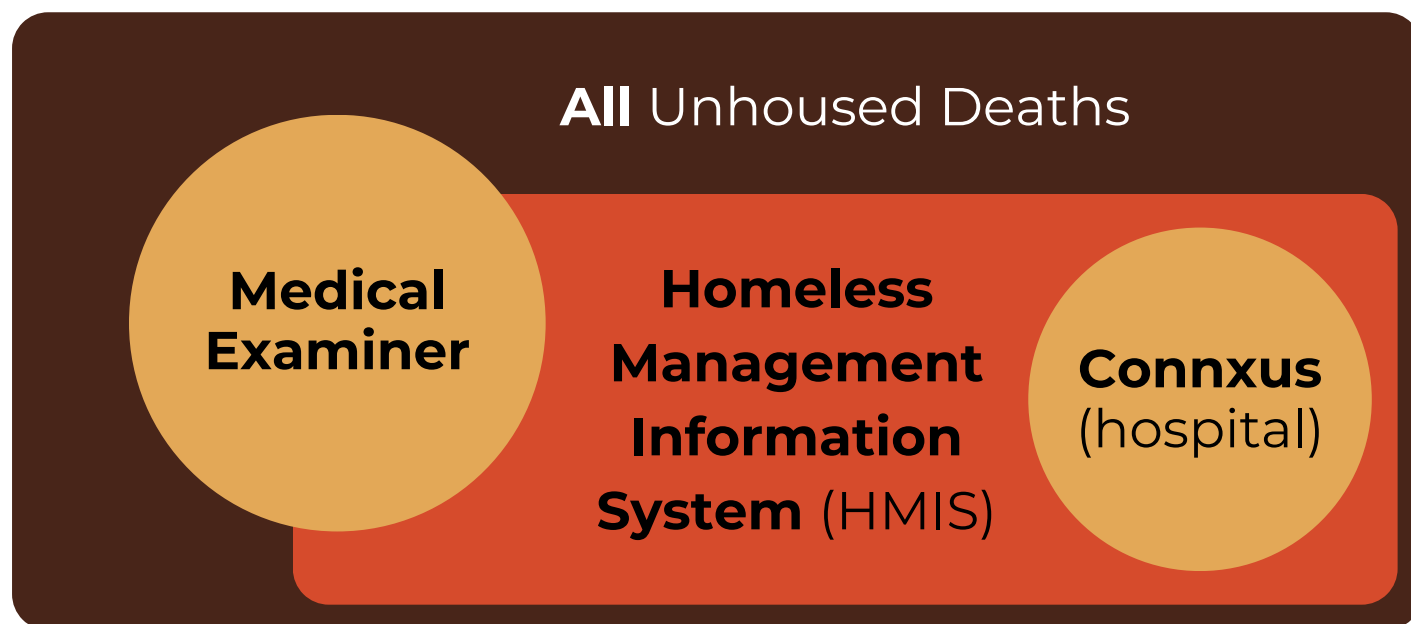 All Unhoused Deaths
Medical
Examiner
Homeless
Management
Information
System (HMIS)
Connxus
(hospital)